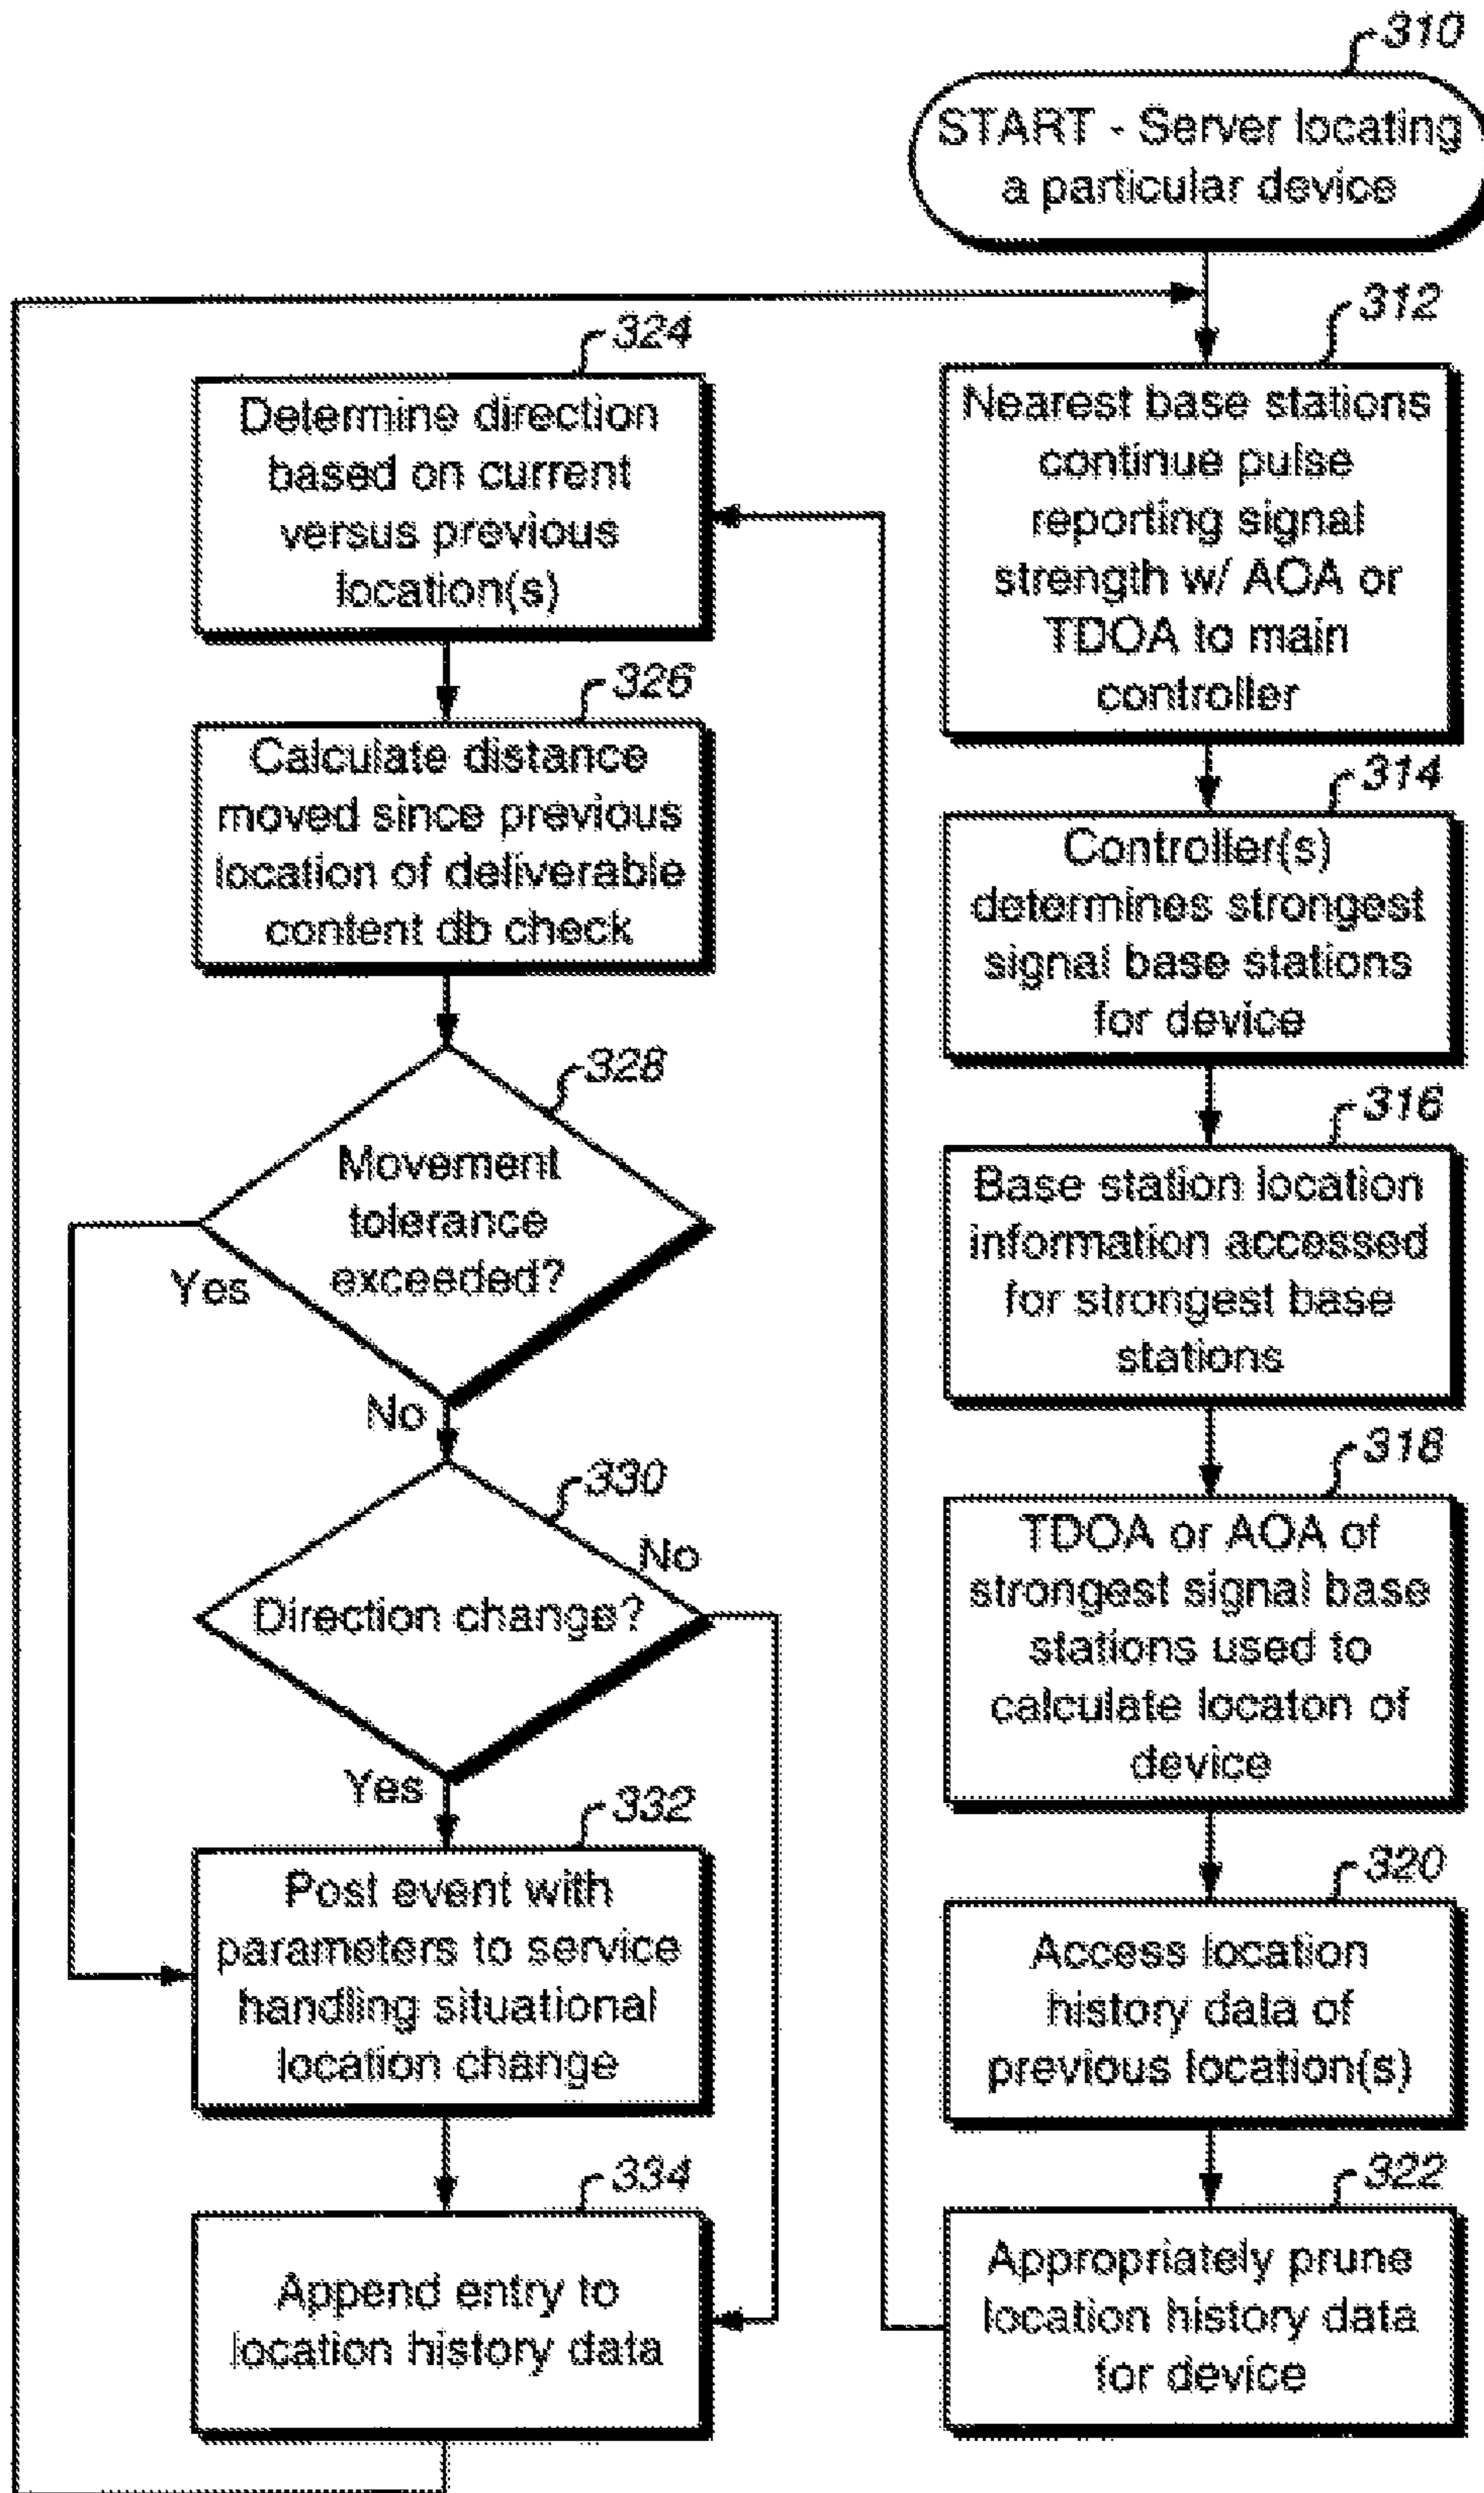 310
START - Server locating
a particular device
312
Nearest base stations
continue pulse
reporting signal
strength w/ AOA or
TDOA to main
controller
314
Controller(s)
determines strongest
signal base stations
for device
316
Base station location
information accessed
for strongest base
stations
318
TDOA or AOA of
strongest signal base
stations used to
calculate locaton of
device
320
Access location
history data of
previous location(s)
322
Appropriately prune
location history data
for device
324
Determine direction
based on current
versus previous
location(s)
326
Calculate distance
moved since previous
location of deliverable
content db check
328
Movement
tolerance
exceeded?
Yes
No
330
Direction change?
No
Yes
332
Post event with
parameters to service
handling situational
location change
334
Append entry to
location history data